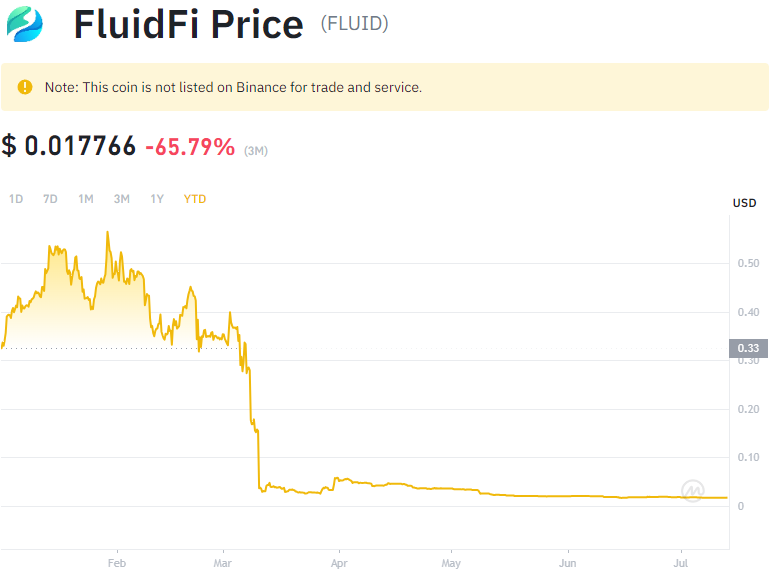 FluidFi Price (FLUID)
Note: This coin is not listed on Binance for trade and service.
$ 0.017766 -65.79% (3M)
1D 7D 1M 3M 1Y YTD
USD
0.50
0.40
0.33
0.30
0.20
0.10
0
Feb Mar Apr May Jun Jul